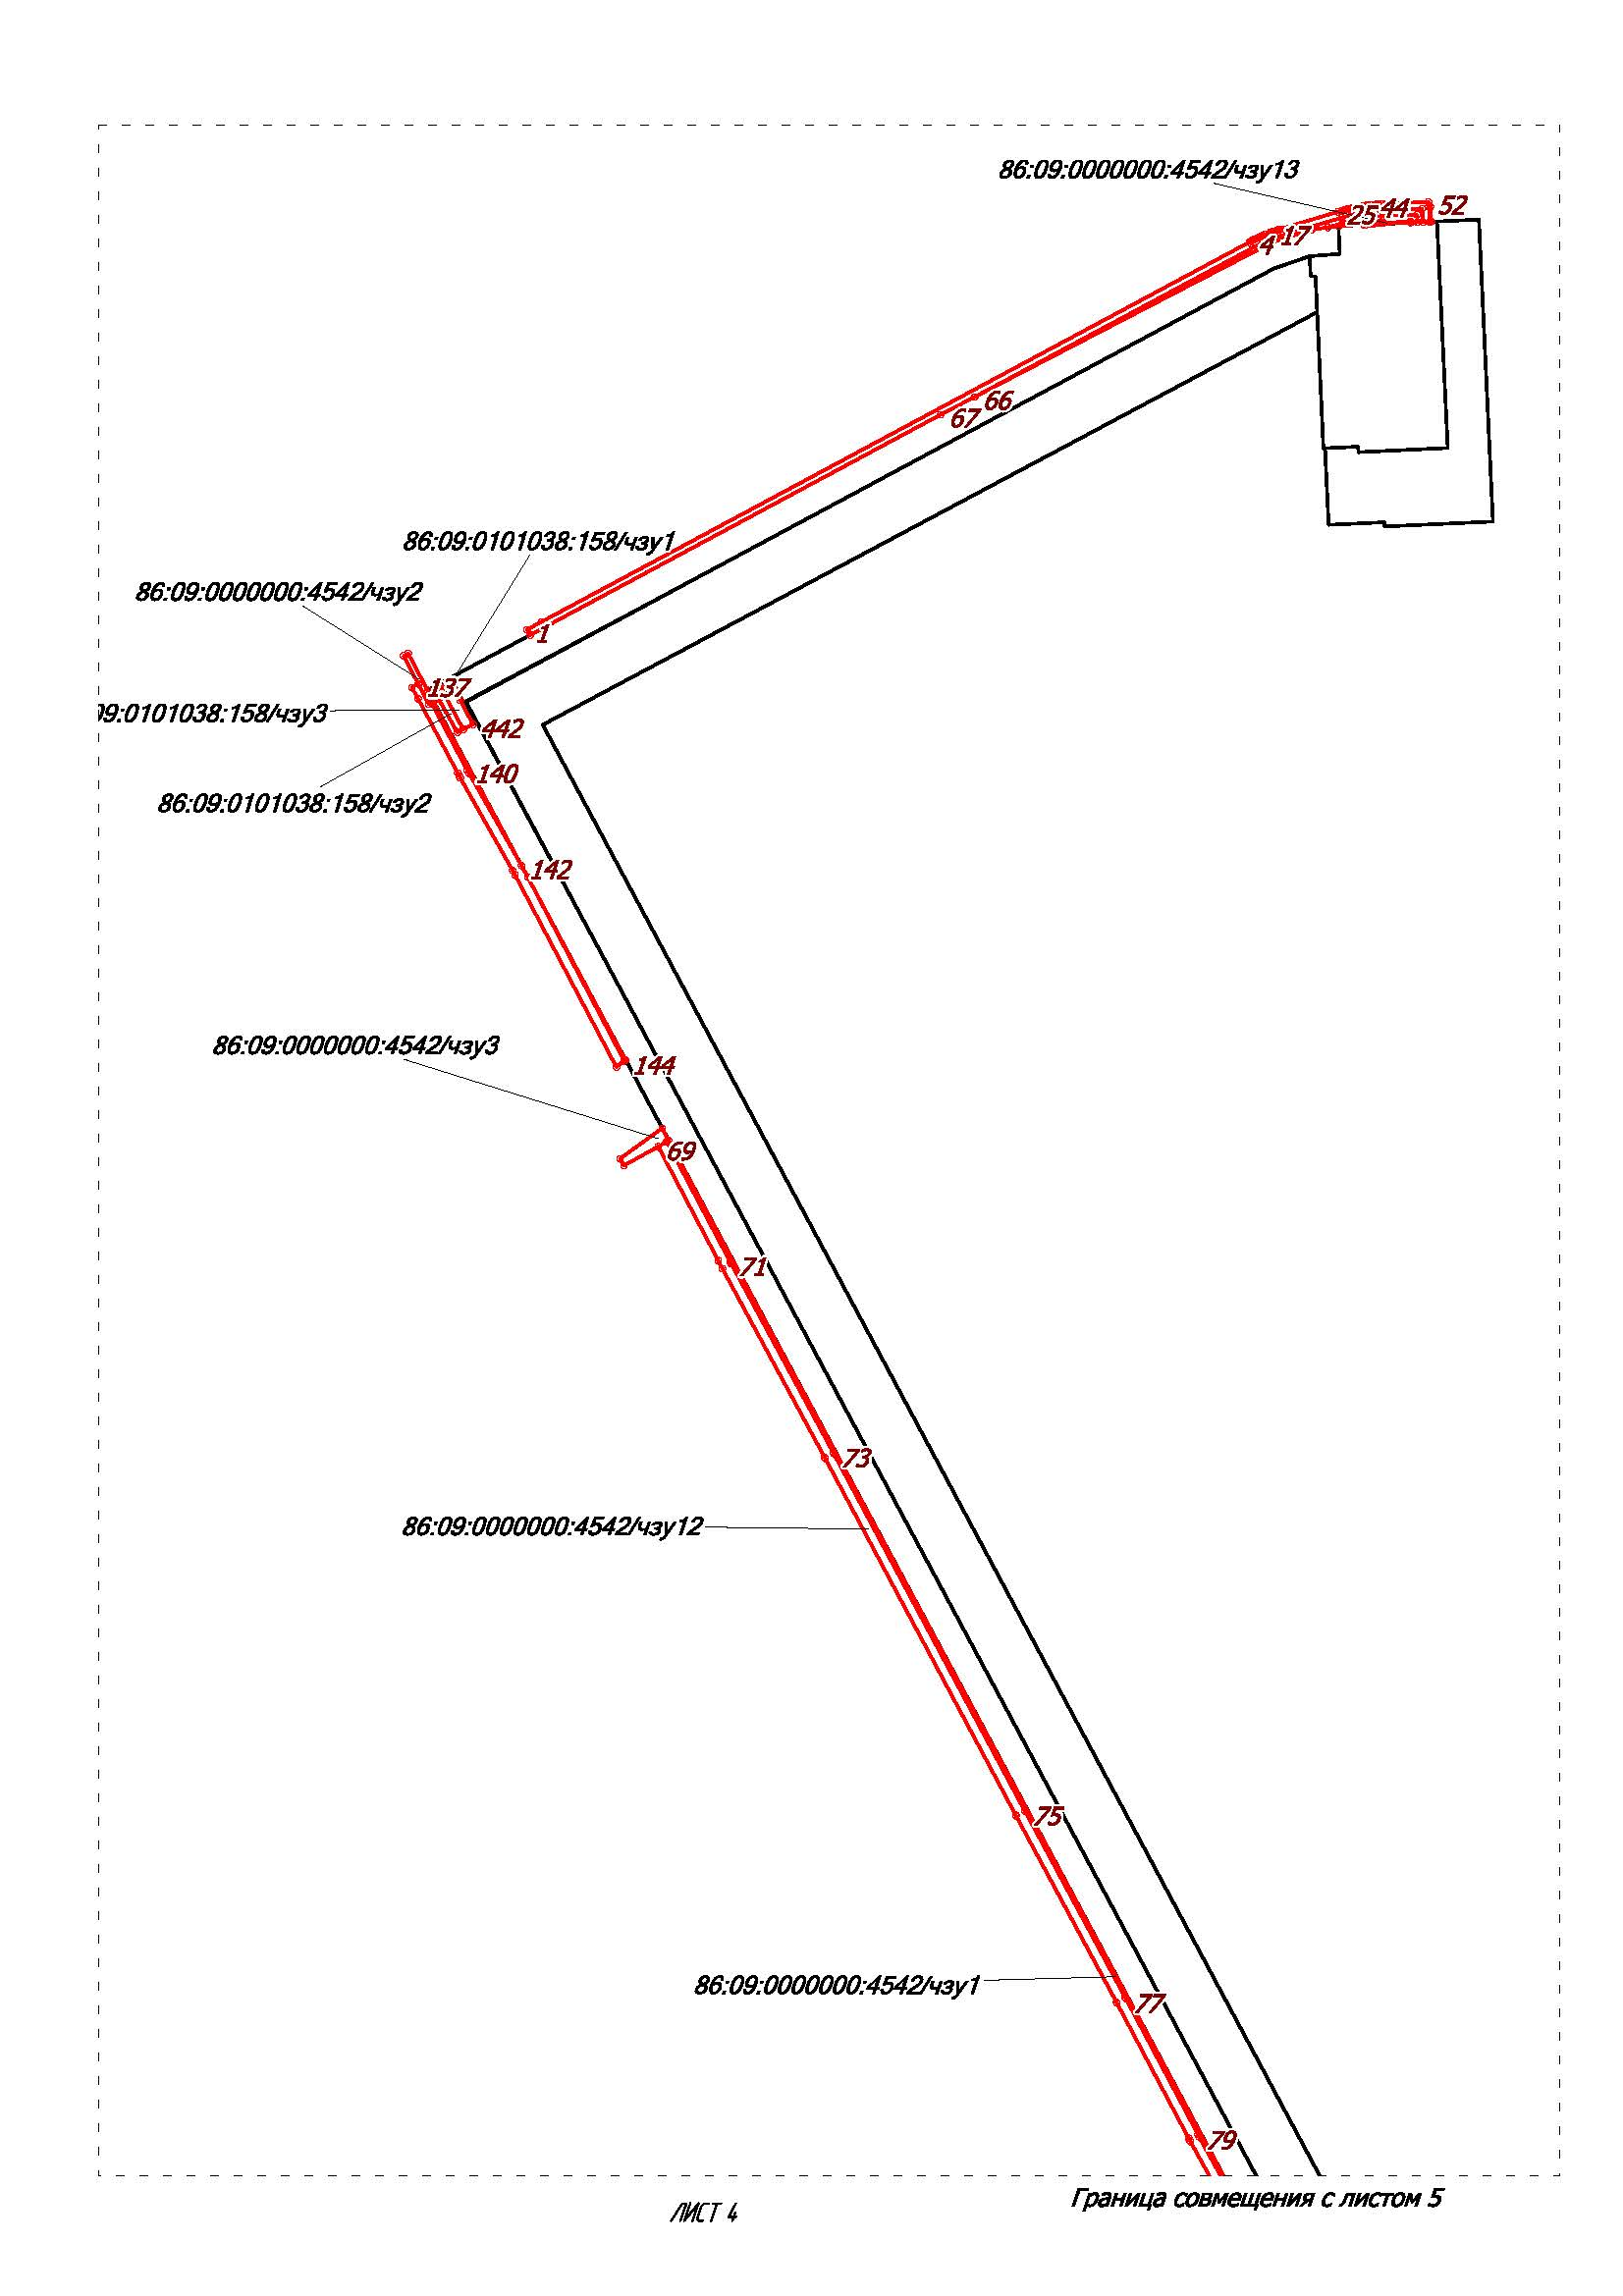 86:09:0000000:4542/чзу13
25
44
52
4
17
66
67
86:09:0101038:158/чзу1
86:09:0000000:4542/чзу2
1
137
09:0101038:158/чзу3
442
140
86:09:0101038:158/чзу2
142
86:09:0000000:4542/чзу3
144
69
71
73
86:09:0000000:4542/чзу12
75
86:09:0000000:4542/чзу1
77
79
Граница совмещения с листом 5
ЛИСТ 4